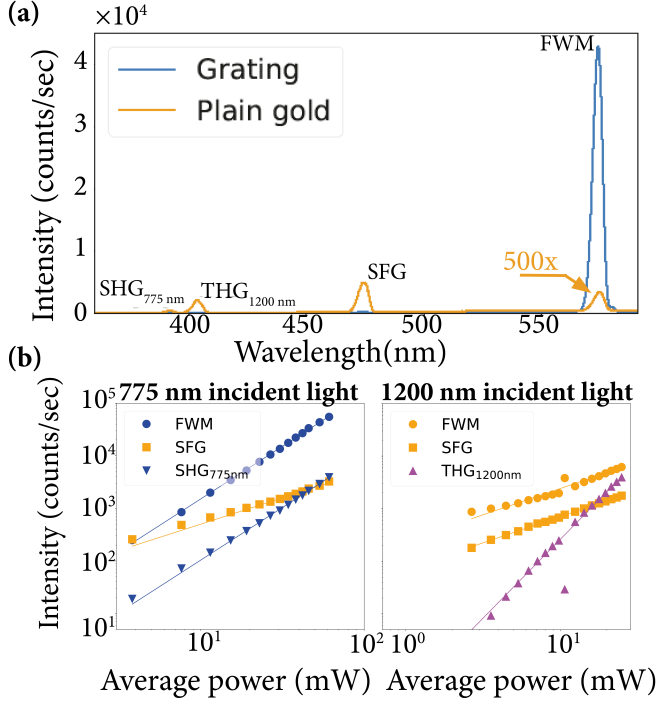 (a)
×10⁴
Intensity (counts/sec)
4
3
2
1
0
Grating
Plain gold
FWM
500x
SFG
SHG₇₇₅ ₙₘ
THG₁₂₀₀ ₙₘ
400
450
500
550
Wavelength(nm)
(b)
775 nm incident light
1200 nm incident light
Intensity (counts/sec)
10⁵
10⁴
10³
10²
10¹
FWM
SFG
SHG₇₇₅ₙₘ
FWM
SFG
THG₁₂₀₀ₙₘ
10¹
10²
10⁰
10¹
Average power (mW)
Average power (mW)